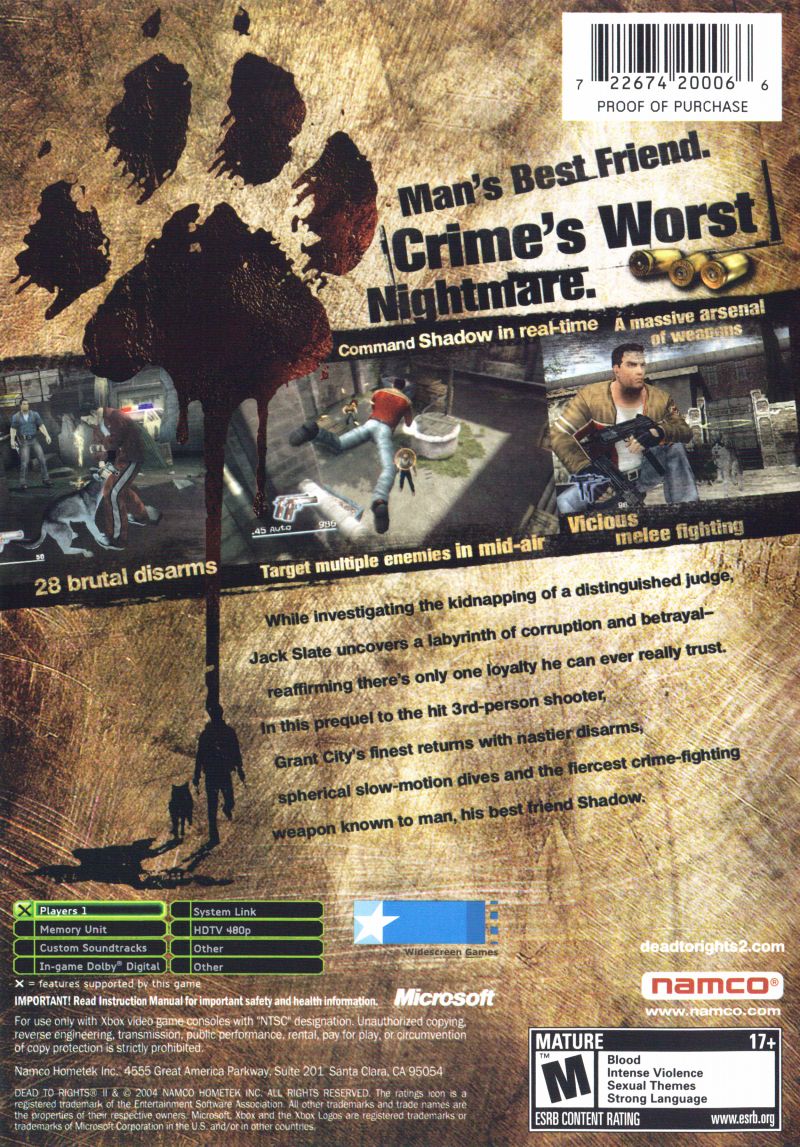 7 22674 20006 6
PROOF OF PURCHASE
Man's Best Friend.
Crime's Worst
Nightmare.
Command Shadow in real-time
A massive arsenal
of weapons
.45 Auto 986
50
98
28 brutal disarms
Target multiple enemies in mid-air
Vicious
melee fighting
While investigating the kidnapping of a distinguished judge,
Jack Slate uncovers a labyrinth of corruption and betrayal–
reaffirming there's only one loyalty he can ever really trust.
In this prequel to the hit 3rd-person shooter,
Grant City's finest returns with nastier disarms,
spherical slow-motion dives and the fiercest crime-fighting
weapon known to man, his best friend Shadow.
X Players 1
Memory Unit
Custom Soundtracks
In-game Dolby® Digital
System Link
HDTV 480p
Other
Other
X = features supported by this game
Widescreen Games
IMPORTANT! Read Instruction Manual for important safety and health information.
Microsoft
For use only with Xbox video game consoles with "NTSC" designation. Unauthorized copying,
reverse engineering, transmission, public performance, rental, pay for play, or circumvention
of copy protection is strictly prohibited.
Namco Hometek Inc., 4555 Great America Parkway, Suite 201 Santa Clara, CA 95054
DEAD TO RIGHTS® II & © 2004 NAMCO HOMETEK INC. ALL RIGHTS RESERVED. The ratings icon is a
registered trademark of the Entertainment Software Association. All other trademarks and trade names are
the properties of their respective owners. Microsoft, Xbox and the Xbox Logos are registered trademarks or
trademarks of Microsoft Corporation in the U.S. and/or in other countries.
deadtorights2.com
namco®
www.namco.com
MATURE 17+
TM
M
Blood
Intense Violence
Sexual Themes
Strong Language
ESRB CONTENT RATING www.esrb.org